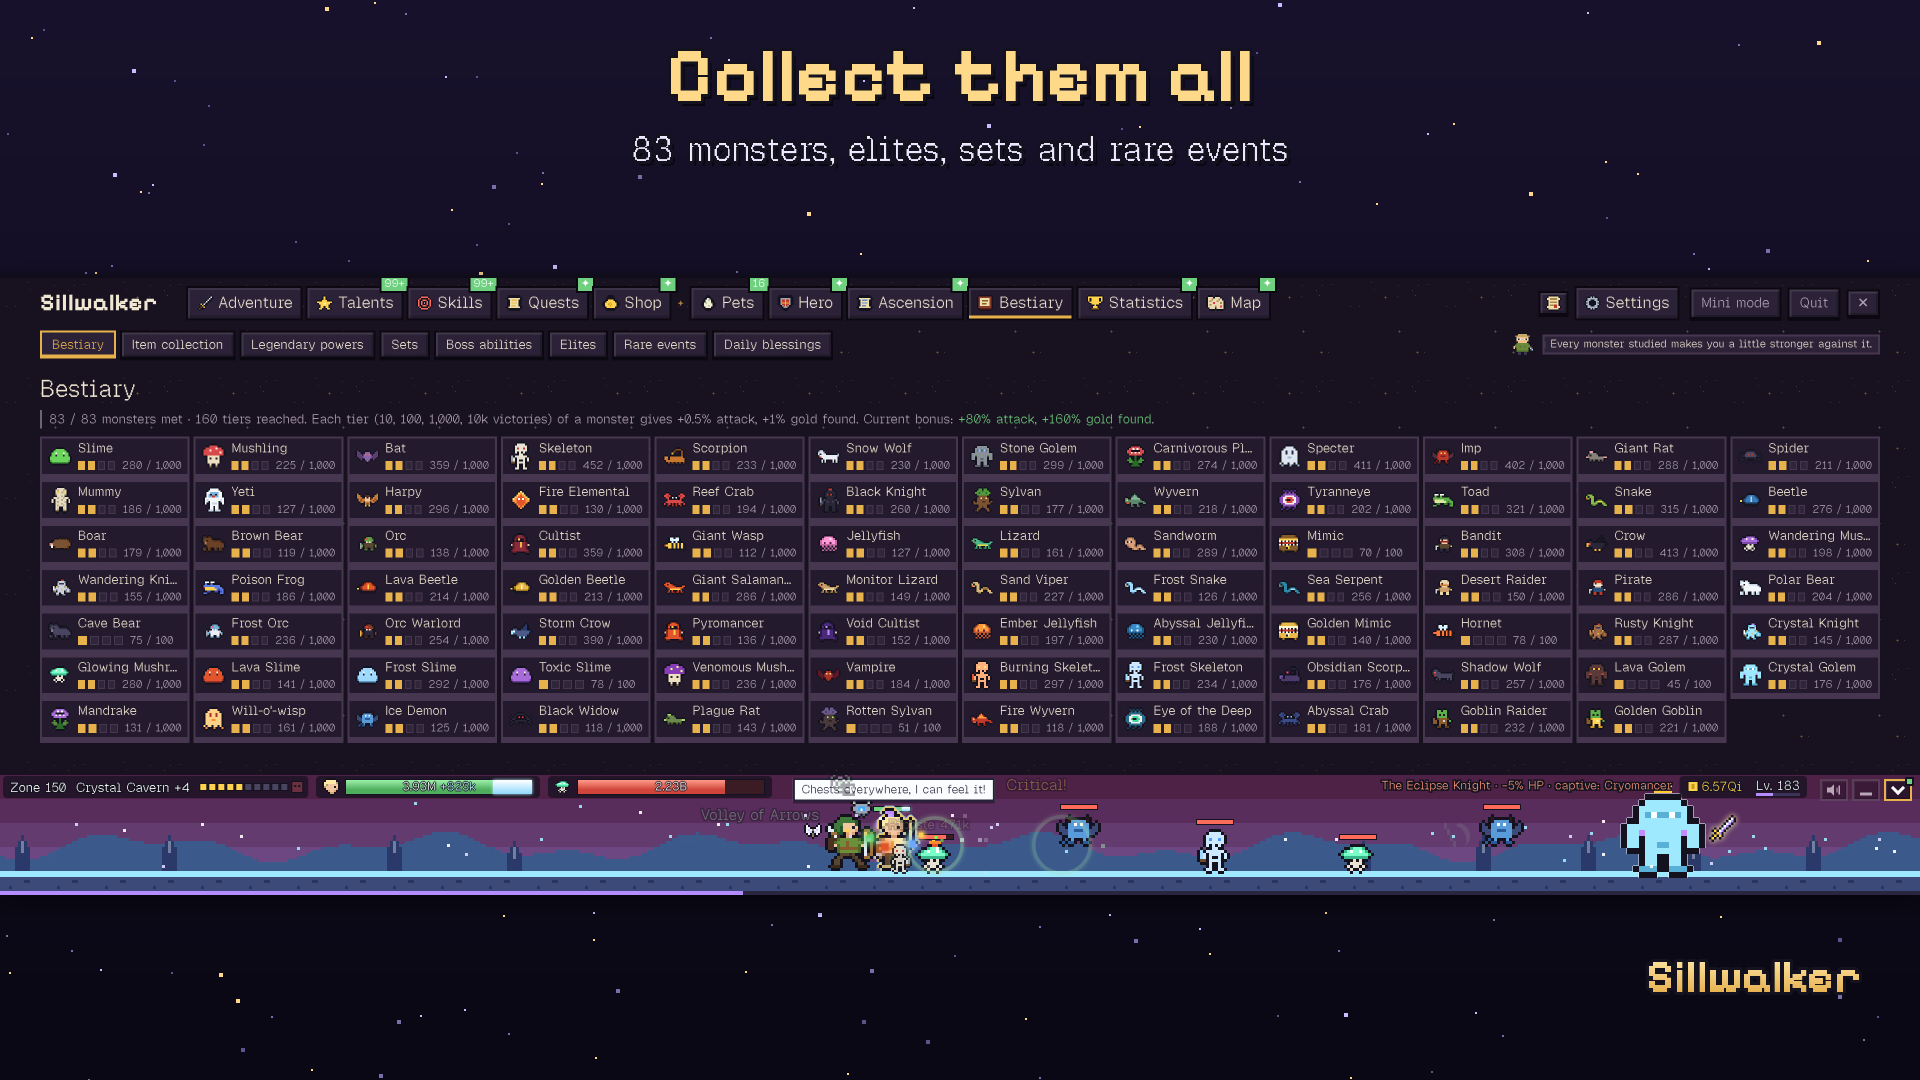 Collect them all
83 monsters, elites, sets and rare events
Sillwalker
Adventure
99+
Talents
99+
Skills
Quests
Shop
16
Pets
Hero
Ascension
Bestiary
Statistics
Map
Settings
Mini mode
Quit
Bestiary
Item collection
Legendary powers
Sets
Boss abilities
Elites
Rare events
Daily blessings
Every monster studied makes you a little stronger against it.
Bestiary
83 / 83 monsters met · 160 tiers reached. Each tier (10, 100, 1,000, 10k victories) of a monster gives +0.5% attack, +1% gold found. Current bonus: +80% attack, +160% gold found.
Slime 280 / 1,000
Mushling 225 / 1,000
Bat 359 / 1,000
Skeleton 452 / 1,000
Scorpion 233 / 1,000
Snow Wolf 230 / 1,000
Stone Golem 299 / 1,000
Carnivorous Pl... 274 / 1,000
Specter 411 / 1,000
Imp 402 / 1,000
Giant Rat 288 / 1,000
Spider 211 / 1,000
Mummy 186 / 1,000
Yeti 127 / 1,000
Harpy 296 / 1,000
Fire Elemental 130 / 1,000
Reef Crab 194 / 1,000
Black Knight 260 / 1,000
Sylvan 177 / 1,000
Wyvern 218 / 1,000
Tyranneye 202 / 1,000
Toad 321 / 1,000
Snake 315 / 1,000
Beetle 276 / 1,000
Boar 179 / 1,000
Brown Bear 119 / 1,000
Orc 138 / 1,000
Cultist 359 / 1,000
Giant Wasp 112 / 1,000
Jellyfish 127 / 1,000
Lizard 161 / 1,000
Sandworm 289 / 1,000
Mimic 70 / 100
Bandit 308 / 1,000
Crow 413 / 1,000
Wandering Mus... 198 / 1,000
Wandering Kni... 155 / 1,000
Poison Frog 186 / 1,000
Lava Beetle 214 / 1,000
Golden Beetle 213 / 1,000
Giant Salaman... 286 / 1,000
Monitor Lizard 149 / 1,000
Sand Viper 227 / 1,000
Frost Snake 126 / 1,000
Sea Serpent 256 / 1,000
Desert Raider 150 / 1,000
Pirate 286 / 1,000
Polar Bear 204 / 1,000
Cave Bear 75 / 100
Frost Orc 236 / 1,000
Orc Warlord 254 / 1,000
Storm Crow 390 / 1,000
Pyromancer 136 / 1,000
Void Cultist 152 / 1,000
Ember Jellyfish 197 / 1,000
Abyssal Jellyfi... 230 / 1,000
Golden Mimic 140 / 1,000
Hornet 78 / 100
Rusty Knight 287 / 1,000
Crystal Knight 145 / 1,000
Glowing Mushr... 280 / 1,000
Lava Slime 141 / 1,000
Frost Slime 292 / 1,000
Toxic Slime 78 / 100
Venomous Mush... 236 / 1,000
Vampire 184 / 1,000
Burning Skelet... 297 / 1,000
Frost Skeleton 234 / 1,000
Obsidian Scorp... 176 / 1,000
Shadow Wolf 257 / 1,000
Lava Golem 45 / 100
Crystal Golem 176 / 1,000
Mandrake 131 / 1,000
Will-o'-wisp 161 / 1,000
Ice Demon 125 / 1,000
Black Widow 118 / 1,000
Plague Rat 143 / 1,000
Rotten Sylvan 51 / 100
Fire Wyvern 118 / 1,000
Eye of the Deep 188 / 1,000
Abyssal Crab 181 / 1,000
Goblin Raider 232 / 1,000
Golden Goblin 221 / 1,000
Zone 150 Crystal Cavern +4
3.96M +829k
2.23B
Chests everywhere, I can feel it!
Critical!
The Eclipse Knight · -5% HP · captive: Cryomancer
6.57Qi
Lv. 183
Volley of Arrows
Sillwalker